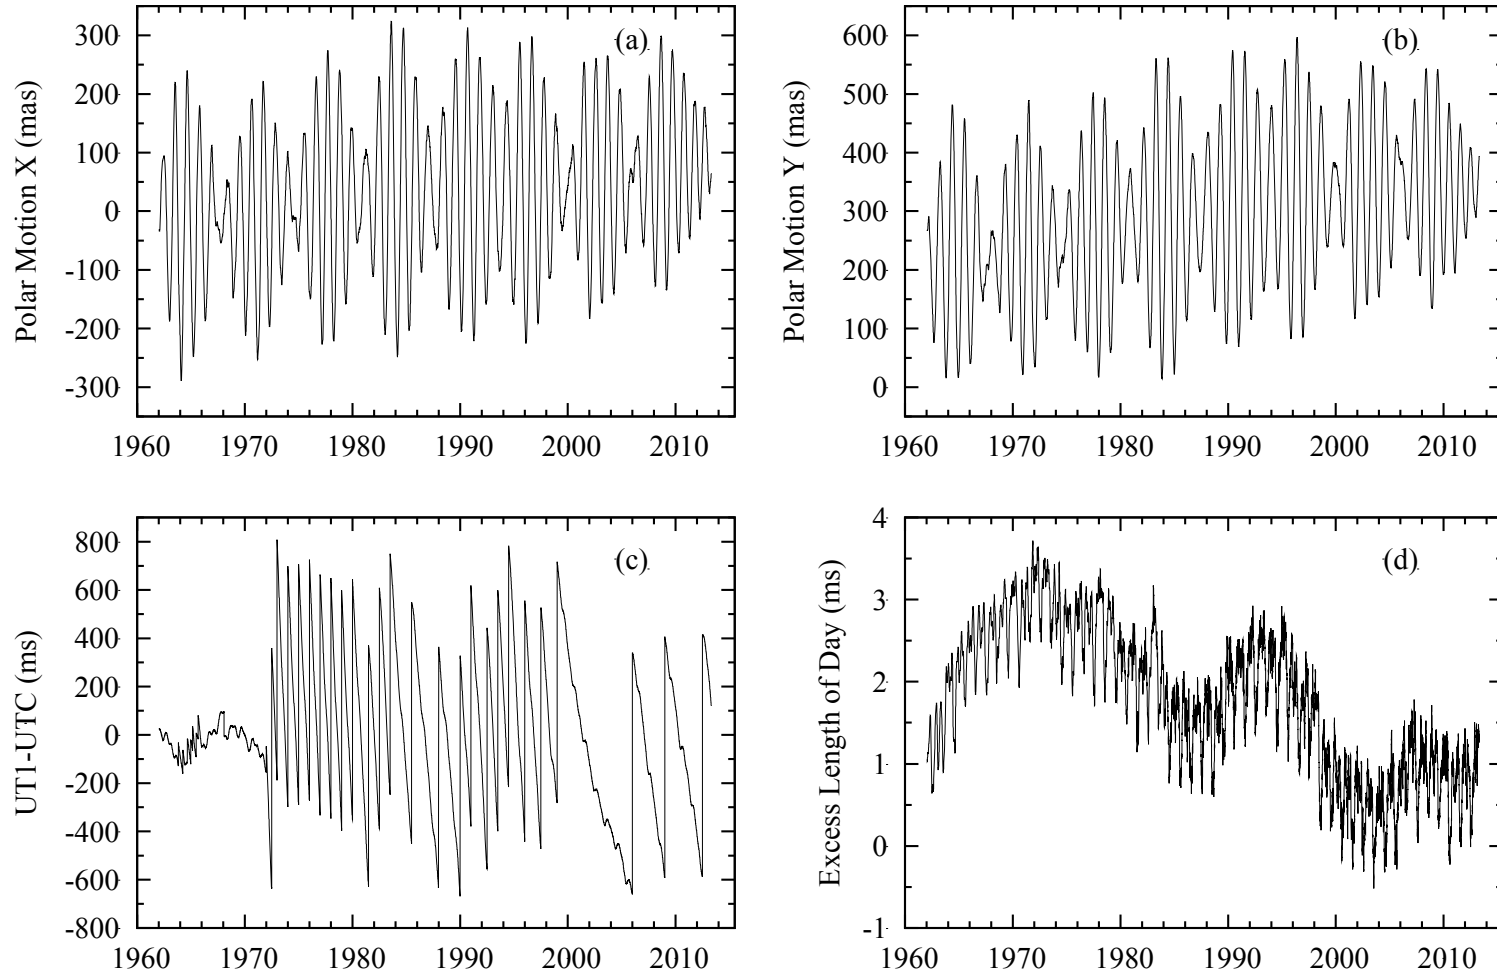 (a)
300
200
100
0
-100
-200
-300
Polar Motion X (mas)
1960 1970 1980 1990 2000 2010
(b)
600
500
400
300
200
100
0
Polar Motion Y (mas)
1960 1970 1980 1990 2000 2010
(c)
800
600
400
200
0
-200
-400
-600
-800
UT1-UTC (ms)
1960 1970 1980 1990 2000 2010
(d)
4
3
2
1
0
-1
Excess Length of Day (ms)
1960 1970 1980 1990 2000 2010